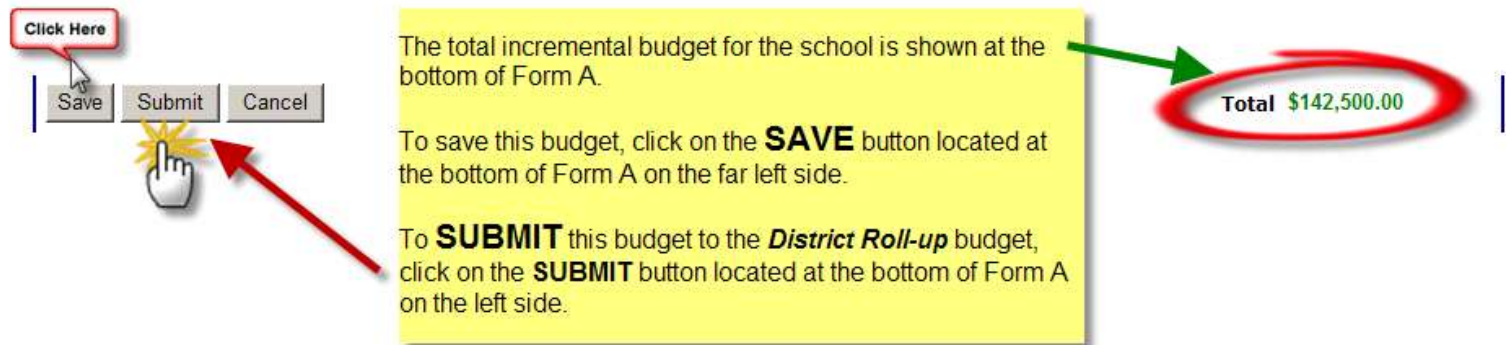 Click Here
Save Submit Cancel
The total incremental budget for the school is shown at the
bottom of Form A.
To save this budget, click on the SAVE button located at
the bottom of Form A on the far left side.
To SUBMIT this budget to the District Roll-up budget,
click on the SUBMIT button located at the bottom of Form A
on the left side.
Total $142,500.00